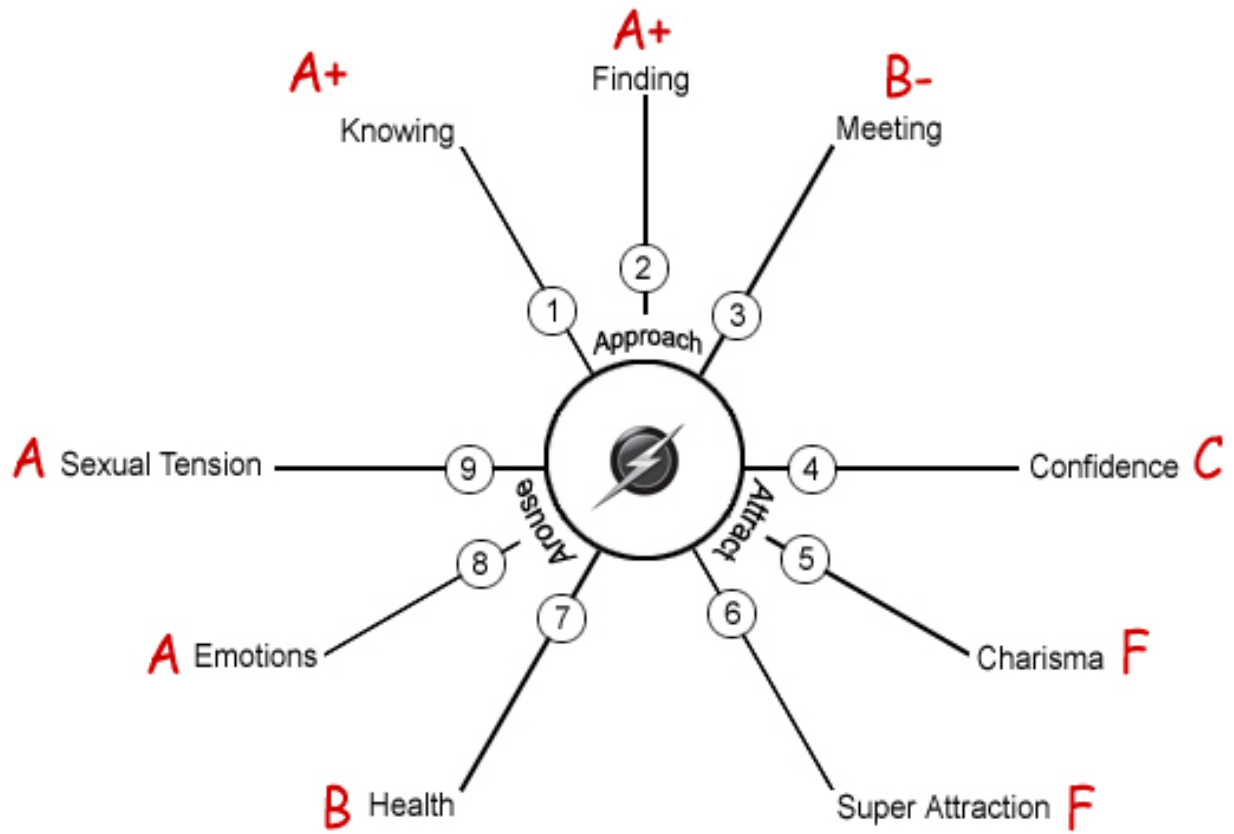 A+
Finding
A+
Knowing
B-
Meeting
2
1
3
Approach
A Sexual Tension
9
4
Confidence C
Arouse
Attract
8
5
A Emotions
7
6
Charisma F
B Health
Super Attraction F